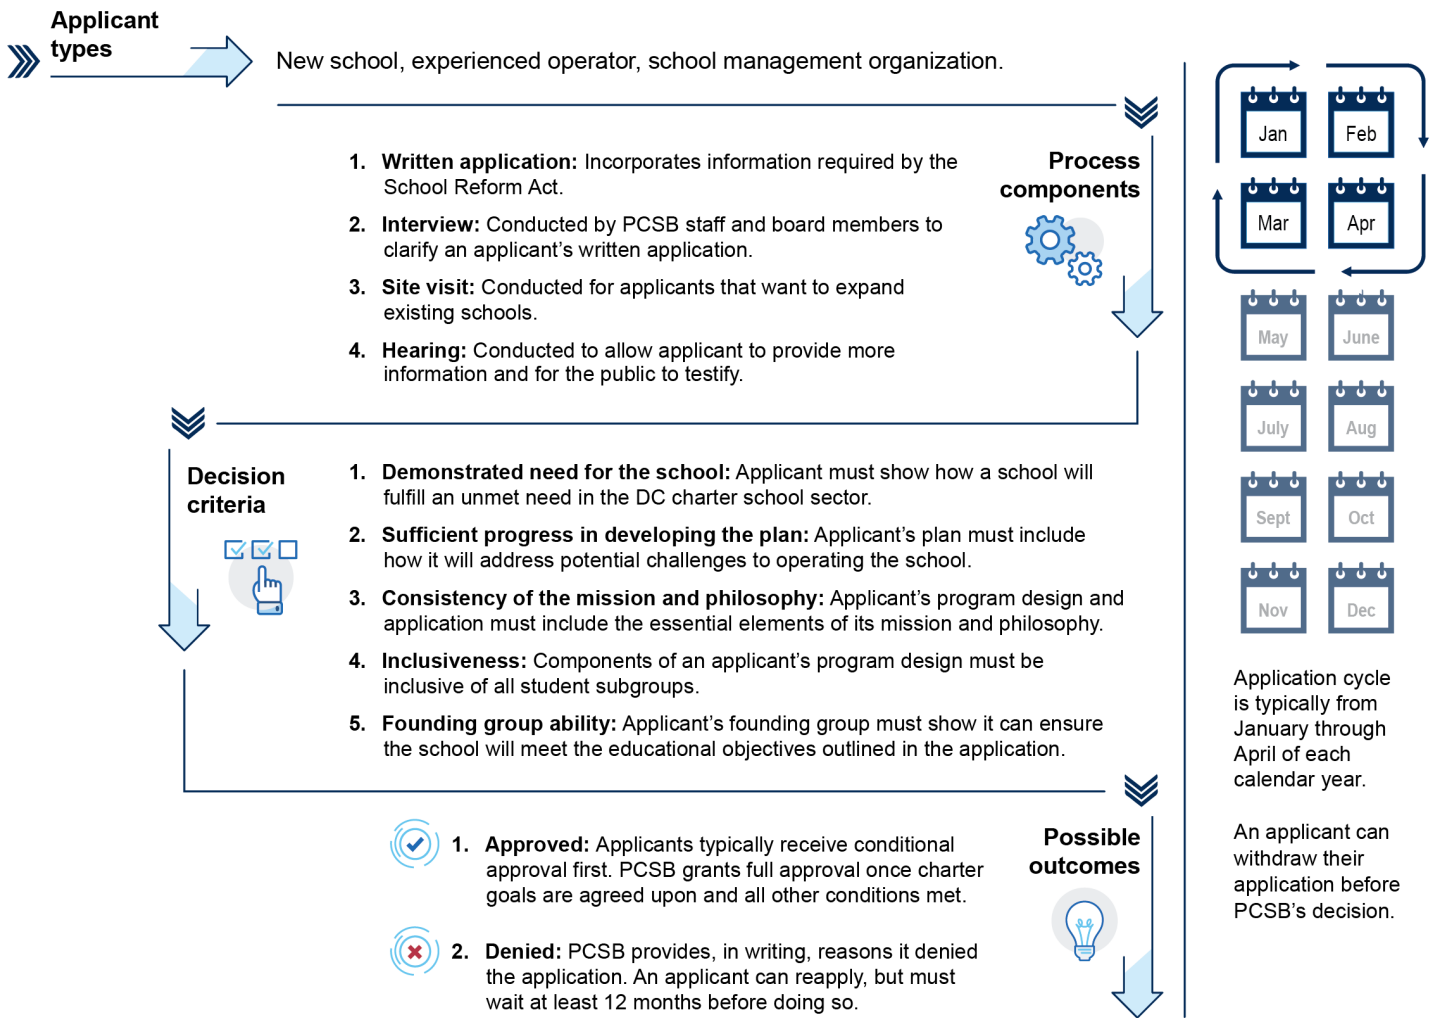 Applicant
types
New school, experienced operator, school management organization.
Process
components
1. Written application: Incorporates information required by the
School Reform Act.
2. Interview: Conducted by PCSB staff and board members to
clarify an applicant’s written application.
3. Site visit: Conducted for applicants that want to expand
existing schools.
4. Hearing: Conducted to allow applicant to provide more
information and for the public to testify.
Decision
criteria
1. Demonstrated need for the school: Applicant must show how a school will
fulfill an unmet need in the DC charter school sector.
2. Sufficient progress in developing the plan: Applicant’s plan must include
how it will address potential challenges to operating the school.
3. Consistency of the mission and philosophy: Applicant’s program design and
application must include the essential elements of its mission and philosophy.
4. Inclusiveness: Components of an applicant’s program design must be
inclusive of all student subgroups.
5. Founding group ability: Applicant’s founding group must show it can ensure
the school will meet the educational objectives outlined in the application.
Possible
outcomes
1. Approved: Applicants typically receive conditional
approval first. PCSB grants full approval once charter
goals are agreed upon and all other conditions met.
2. Denied: PCSB provides, in writing, reasons it denied
the application. An applicant can reapply, but must
wait at least 12 months before doing so.
Jan Feb
Mar Apr
May June
July Aug
Sept Oct
Nov Dec
Application cycle
is typically from
January through
April of each
calendar year.
An applicant can
withdraw their
application before
PCSB’s decision.